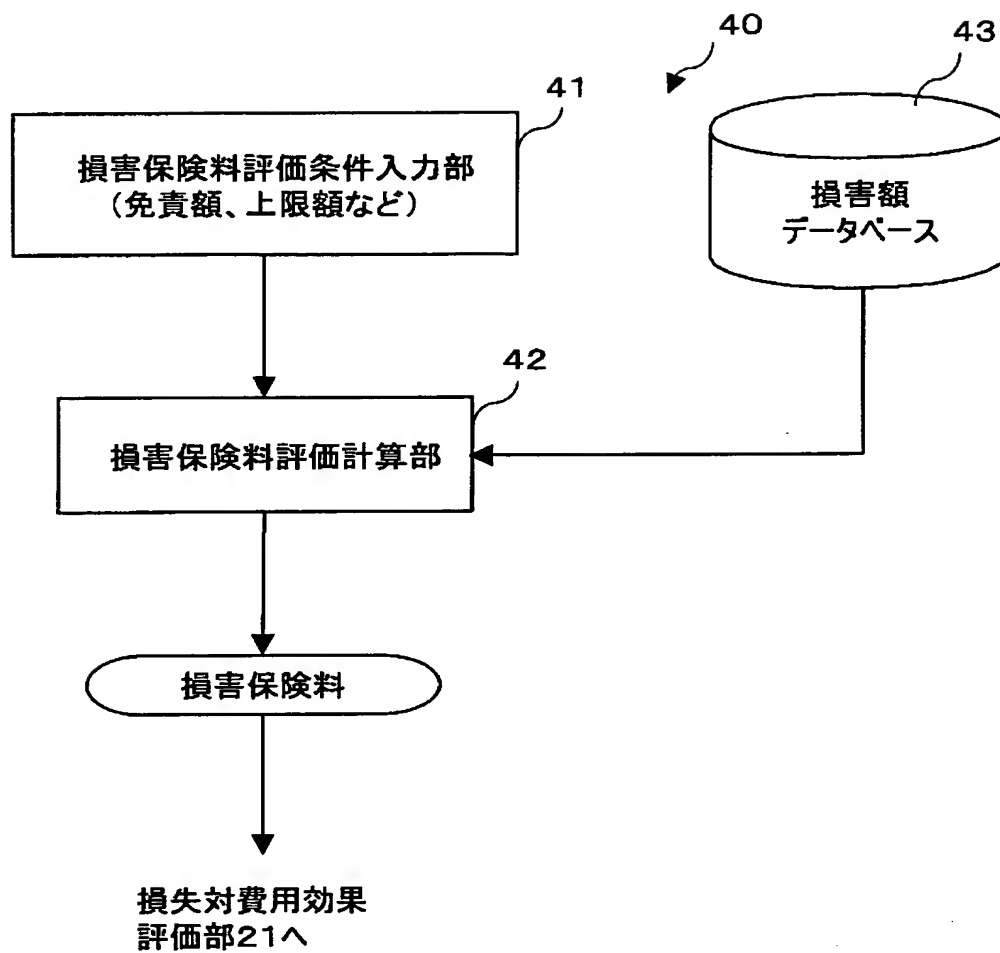 40
43
41
損害保険料評価条件入力部
(免責額、上限額など)
損害額
データベース
42
損害保険料評価計算部
損害保険料
損失対費用効果
評価部21へ